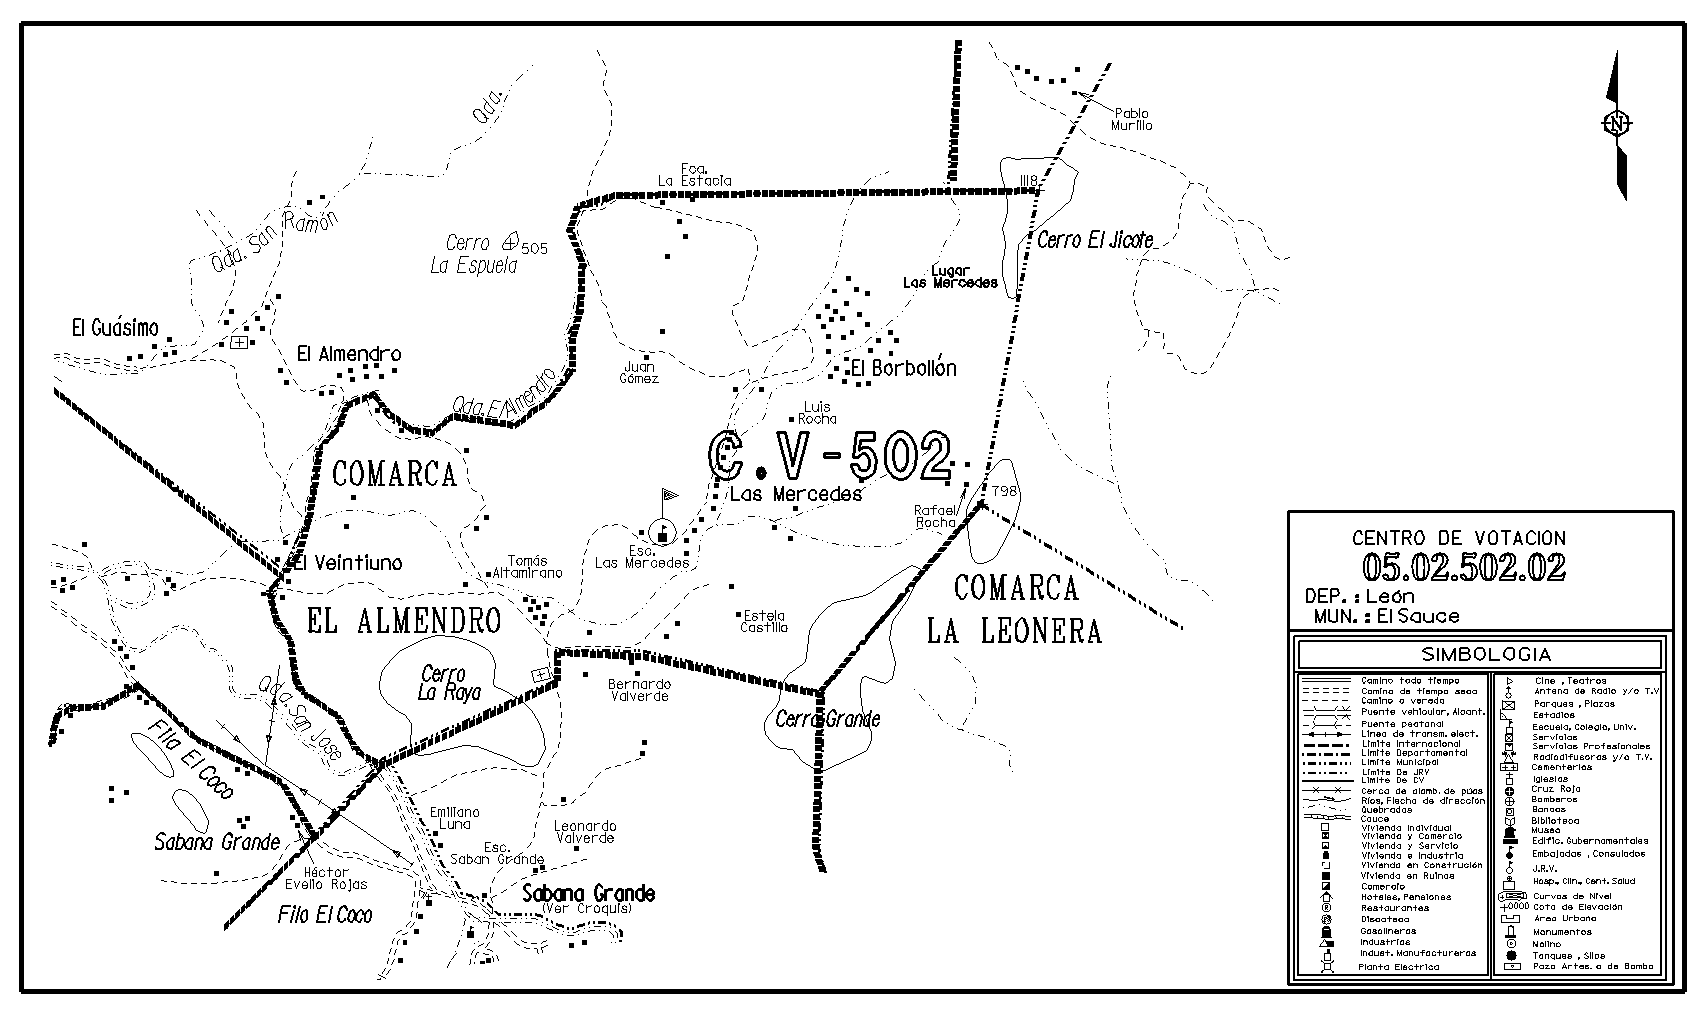 Qda.
N
Pablo
Murillo
Fca.
La Estacia
1118
Qda. San Ramón
Cerro
505
La Espuela
Cerro El Jicote
Lugar
Las Mercedes
El Guásimo
El Almendro
Juan
Gómez
El Borbollón
Qda. El Almendro
Luis
Rocha
C.V-502
COMARCA
Las Mercedes
798
Rafael
Rocha
Esc.
Las Mercedes
El Veintiuno
Tomás
Altamirano
COMARCA
LA LEONERA
EL ALMENDRO
Estela
Castillo
Cerro
La Raya
Bernardo
Valverde
Cerro Grande
Qda. San Jose
Fila El Coco
Sabana Grande
Emiliano
Luna
Leonardo
Valverde
Esc.
Saban Grande
Héctor
Evelio Rojas
Filo El Coco
Sabana Grande
(Ver Croquis)
CENTRO DE VOTACION
05.02.502.02
DEP. : León
MUN. : El Sauce
SIMBOLOGIA
Camino todo tiempo
Camino de tiempo seco
Camino o vereda
Puente vehicular, Alcant.
Puente peatonal
Linea de transm. elect.
Limite Internacional
Limite Departamental
Limite Municipal
Limite De JRV
Limite De CV
Cerca de alamb. de puas
Ríos, Flecha de dirección
Quebradas
Cauce
Vivienda Individual
Vivienda y Comercio
Vivienda y Servicio
Vivienda e Industria
Vivienda en Construción
Vivienda en Ruinas
Comercio
Hoteles, Pensiones
Restaurantes
Discoteca
Gasolineras
Industrias
Indust. Manufactureras
Planta Electrica
Cine , Teatros
Antena de Radio y/o T.V
Parques , Plazas
Estadios
Escuela, Colegio, Univ.
Servicios
Servicios Profesionales
Radiodifusoras y/o T.V.
Cementerios
Iglesias
Cruz Roja
Bomberos
Bancos
Biblioteca
Museo
Edific. Gubernamentales
Embajadas , Consulados
J.R.V.
Hosp., Clin., Cent. Salud
Curvas de Nivel
Cota de Elevación
Area Urbana
Monumentos
Molino
Tanques , Silos
Pozo Artes. o de Bomba